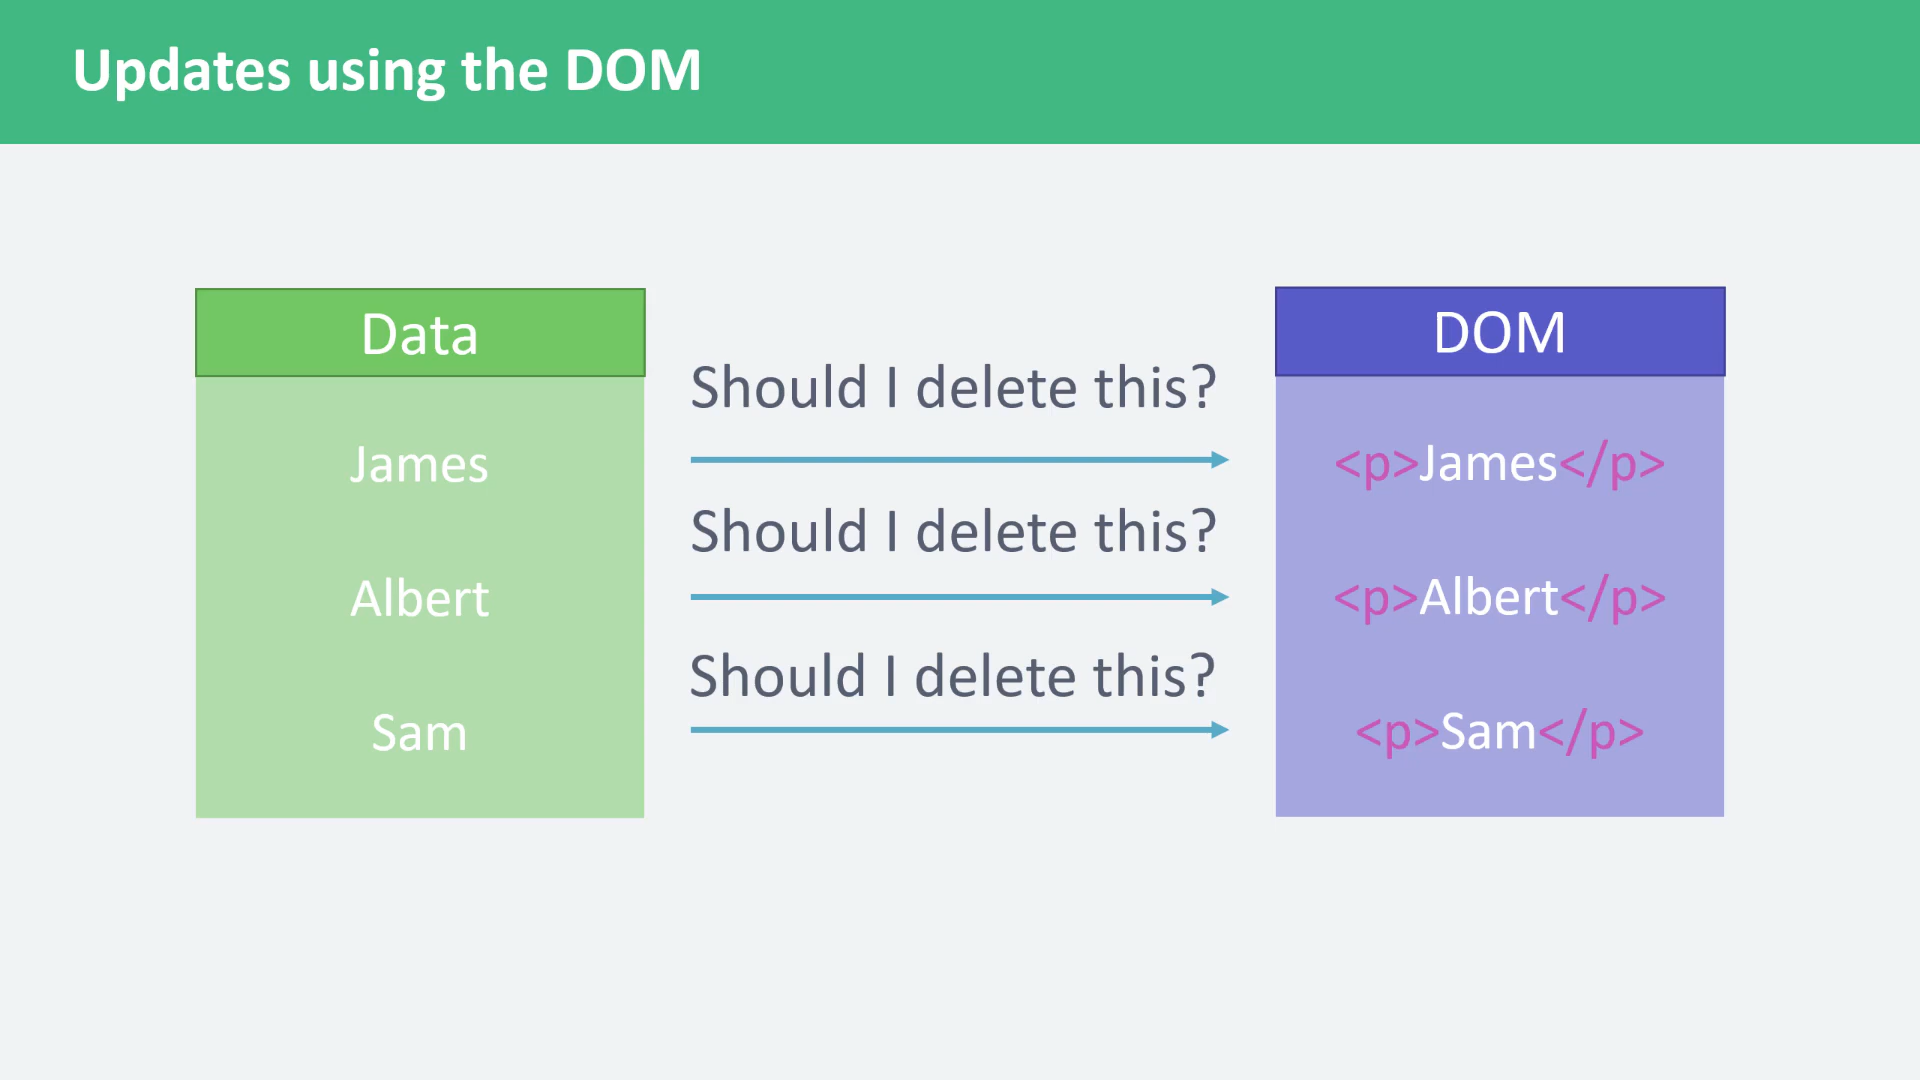 Updates using the DOM
Data
James
Albert
Sam
Should I delete this?
Should I delete this?
Should I delete this?
DOM
<p>James</p>
<p>Albert</p>
<p>Sam</p>